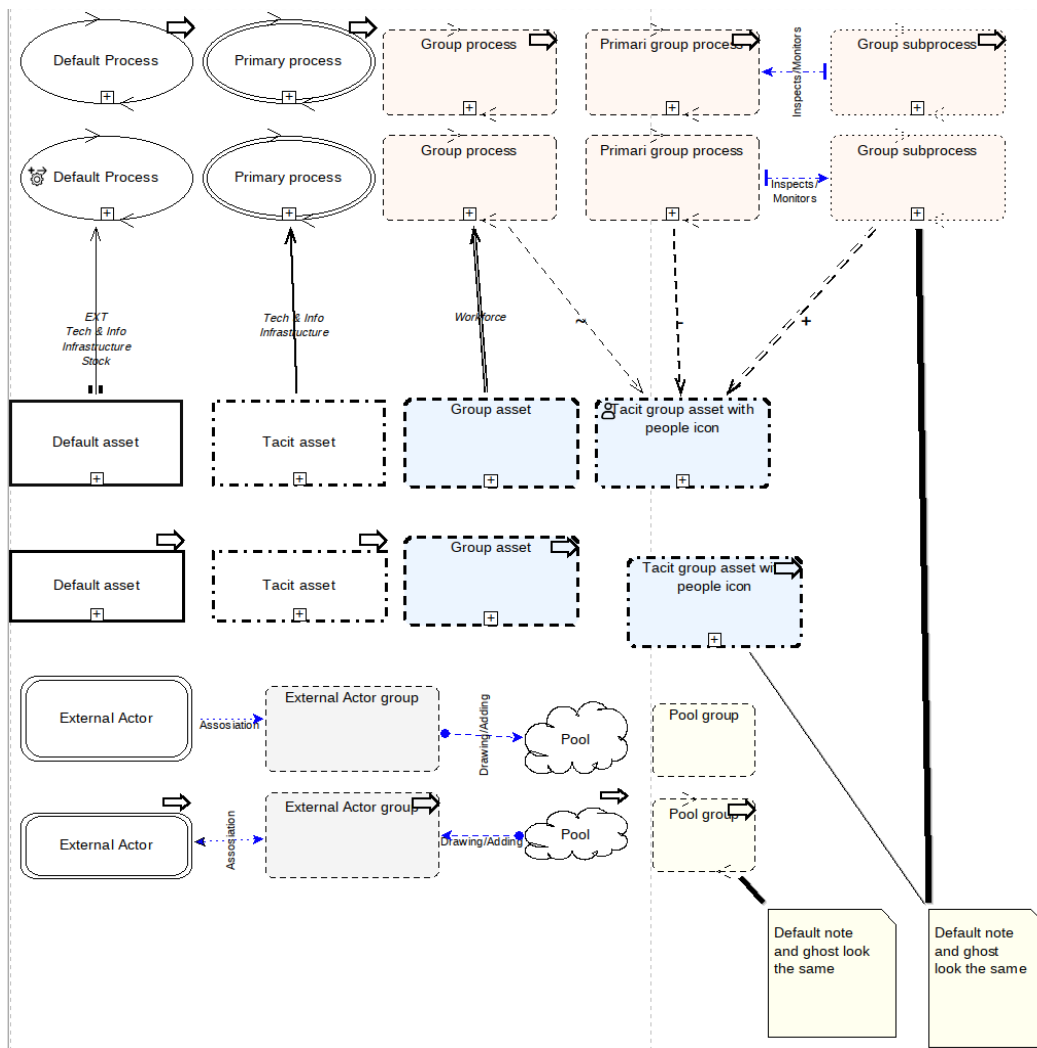 Default Process
Primary process
Group process
Primari group process
Group subprocess
Inspects/Monitors
Default Process
Primary process
Group process
Primari group process
Group subprocess
Inspects/
Monitors
EXT
Tech & Info
Infrastructure
Stock
Tech & Info
Infrastructure
Workforce
~
-
+
Default asset
Tacit asset
Group asset
Tacit group asset with
people icon
Default asset
Tacit asset
Group asset
Tacit group asset with
people icon
External Actor
Assosiation
External Actor group
Drawing/Adding
Pool
Pool group
External Actor
Assosiation
External Actor group
Drawing/Adding
Pool
Pool group
Default note
and ghost look
the same
Default note
and ghost
look the same